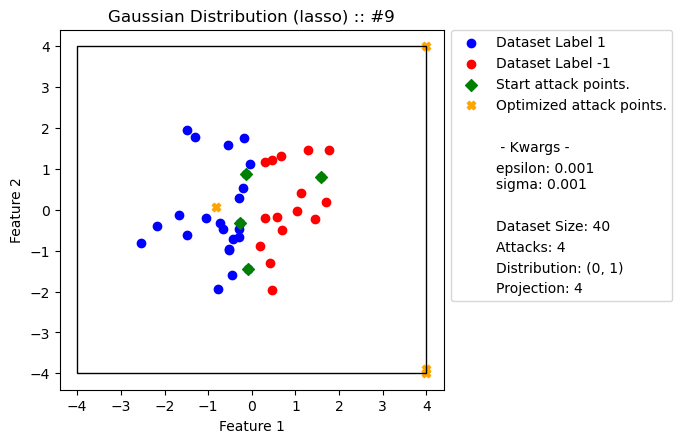 Gaussian Distribution (lasso) :: #9
4
3
2
1
0
−1
−2
−3
−4
Feature 2
−4 −3 −2 −1 0 1 2 3 4
Feature 1
Dataset Label 1
Dataset Label -1
Start attack points.
Optimized attack points.
- Kwargs -
epsilon: 0.001
sigma: 0.001
Dataset Size: 40
Attacks: 4
Distribution: (0, 1)
Projection: 4